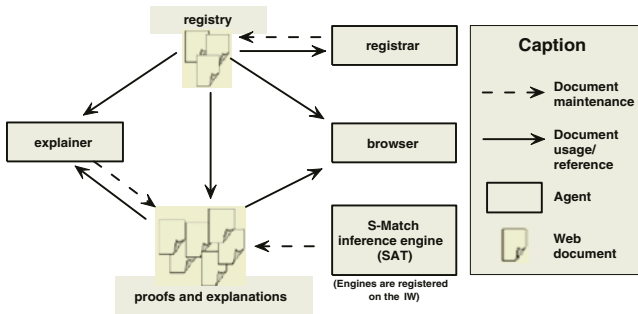 registry
registrar
explainer
browser
S-Match
inference engine
(SAT)
(Engines are registered
on the IW)
proofs and explanations
Caption
Document
maintenance
Document
usage/
reference
Agent
Web
document